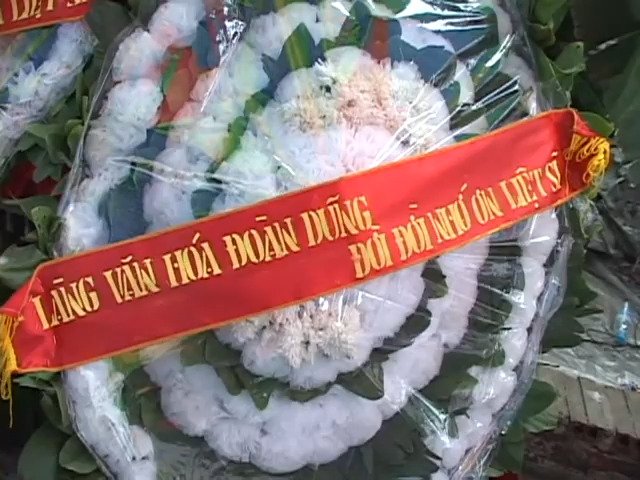 LÀNG VĂN HÓA ĐOÀN DŨNG
ĐỜI ĐỜI NHỚ ƠN LIỆT SĨ